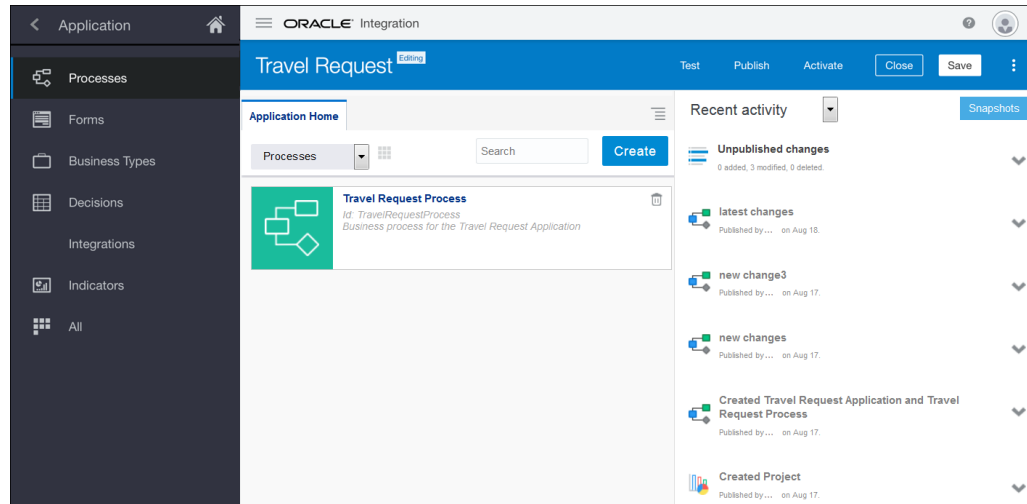 Application
Processes
Forms
Business Types
Decisions
Integrations
Indicators
All
ORACLE Integration
Travel Request Editing
Test Publish Activate Close Save
Application Home
Processes Search Create
Travel Request Process
Id: TravelRequestProcess
Business process for the Travel Request Application
Recent activity Snapshots
Unpublished changes
0 added, 3 modified, 0 deleted.
latest changes
Published by... on Aug 18.
new change3
Published by... on Aug 17.
new changes
Published by... on Aug 17.
Created Travel Request Application and Travel
Request Process
Published by... on Aug 17.
Created Project
Published by... on Aug 17.